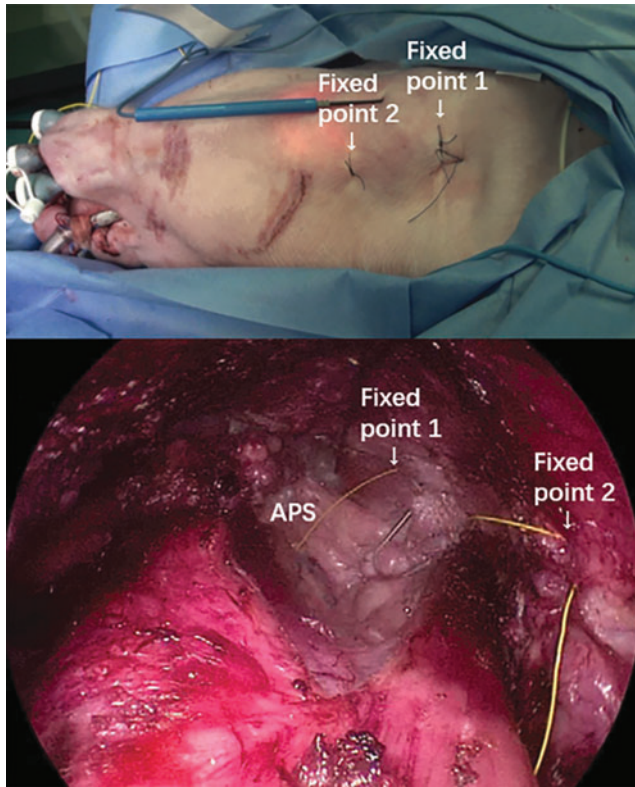 Fixed
point 1
Fixed
point 2
Fixed
point 1
Fixed
point 2
APS